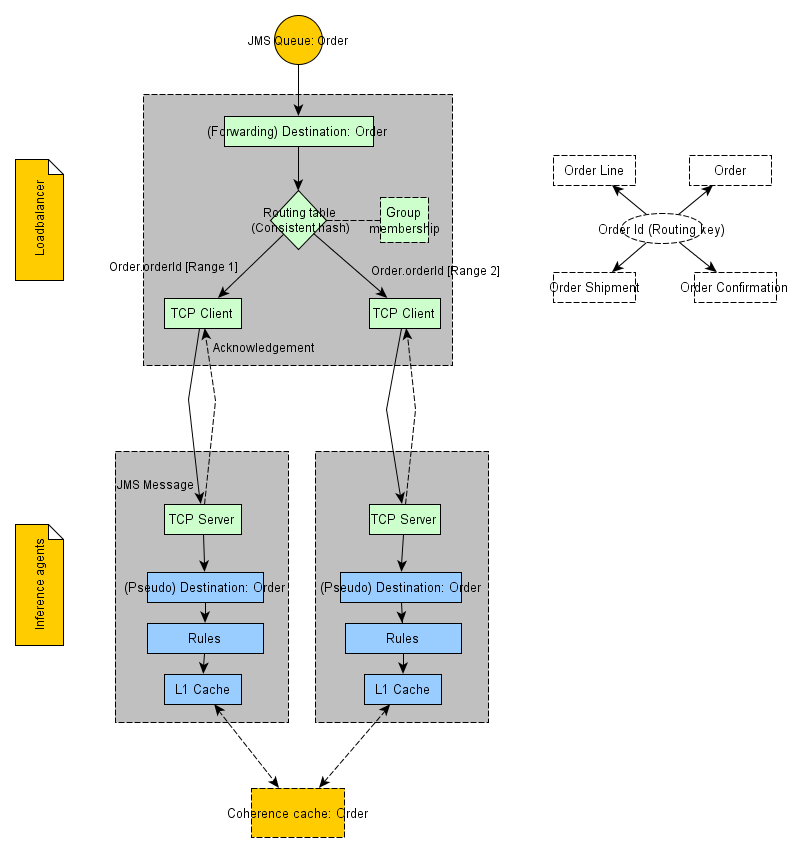 JMS Queue: Order
(Forwarding) Destination: Order
Loadbalancer
Routing table
(Consistent hash)
Group
membership
Order.orderId [Range 1]
Order.orderId [Range 2]
TCP Client
TCP Client
Acknowledgement
Order Line
Order
Order Id (Routing key)
Order Shipment
Order Confirmation
JMS Message
Inference agents
TCP Server
TCP Server
(Pseudo) Destination: Order
(Pseudo) Destination: Order
Rules
Rules
L1 Cache
L1 Cache
Coherence cache: Order